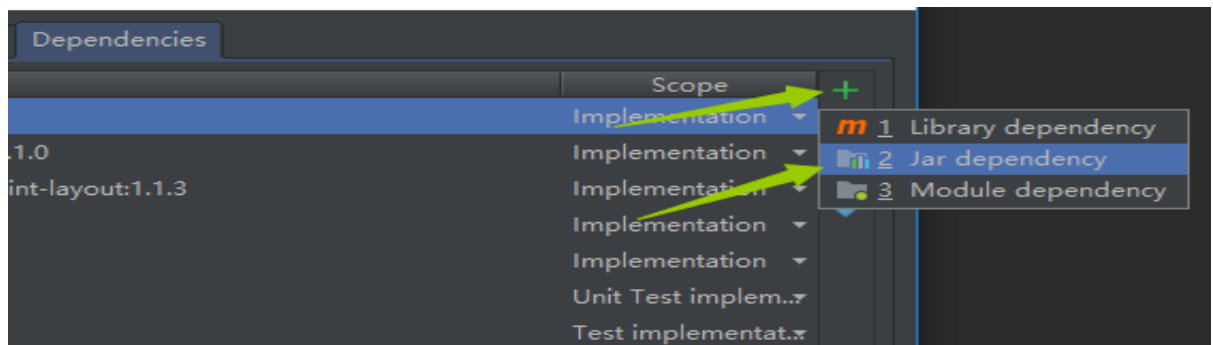 Dependencies
Scope
Implementation
m 1 Library dependency
.1.0 Implementation
2 Jar dependency
int-layout:1.1.3 Implementation
3 Module dependency
Implementation
Implementation
Unit Test implem...
Test implementat...